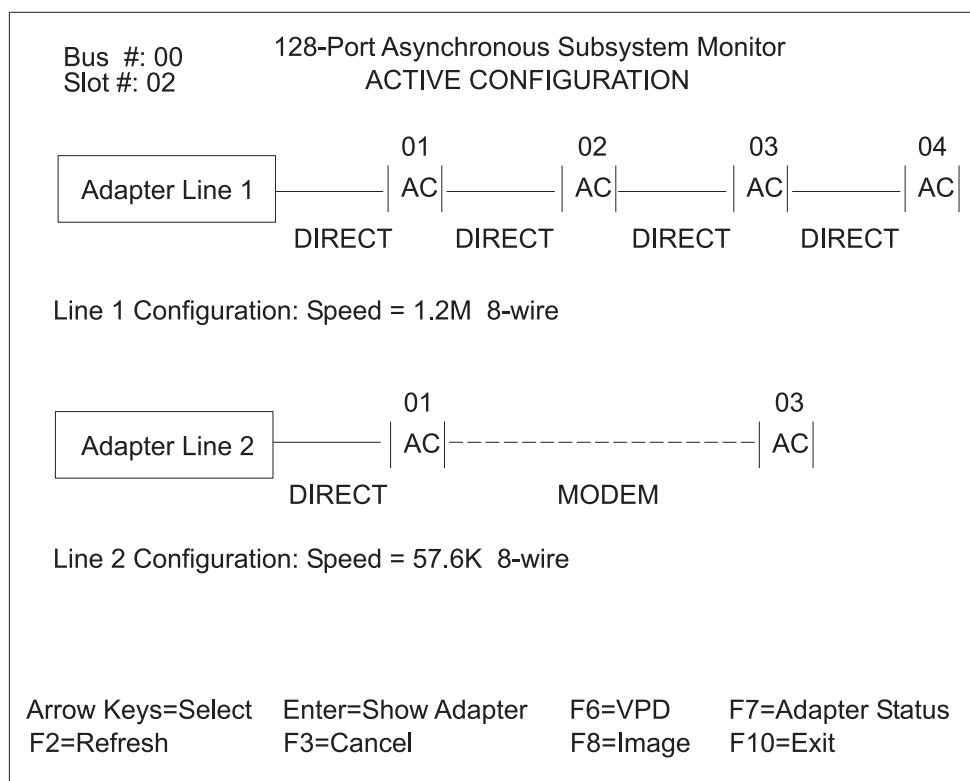 Bus #: 00
Slot #: 02
128-Port Asynchronous Subsystem Monitor
ACTIVE CONFIGURATION
01 02 03 04
Adapter Line 1 AC AC AC AC
DIRECT DIRECT DIRECT DIRECT
Line 1 Configuration: Speed = 1.2M 8-wire
01 03
Adapter Line 2 AC AC
DIRECT MODEM
Line 2 Configuration: Speed = 57.6K 8-wire
Arrow Keys=Select Enter=Show Adapter F6=VPD F7=Adapter Status
F2=Refresh F3=Cancel F8=Image F10=Exit